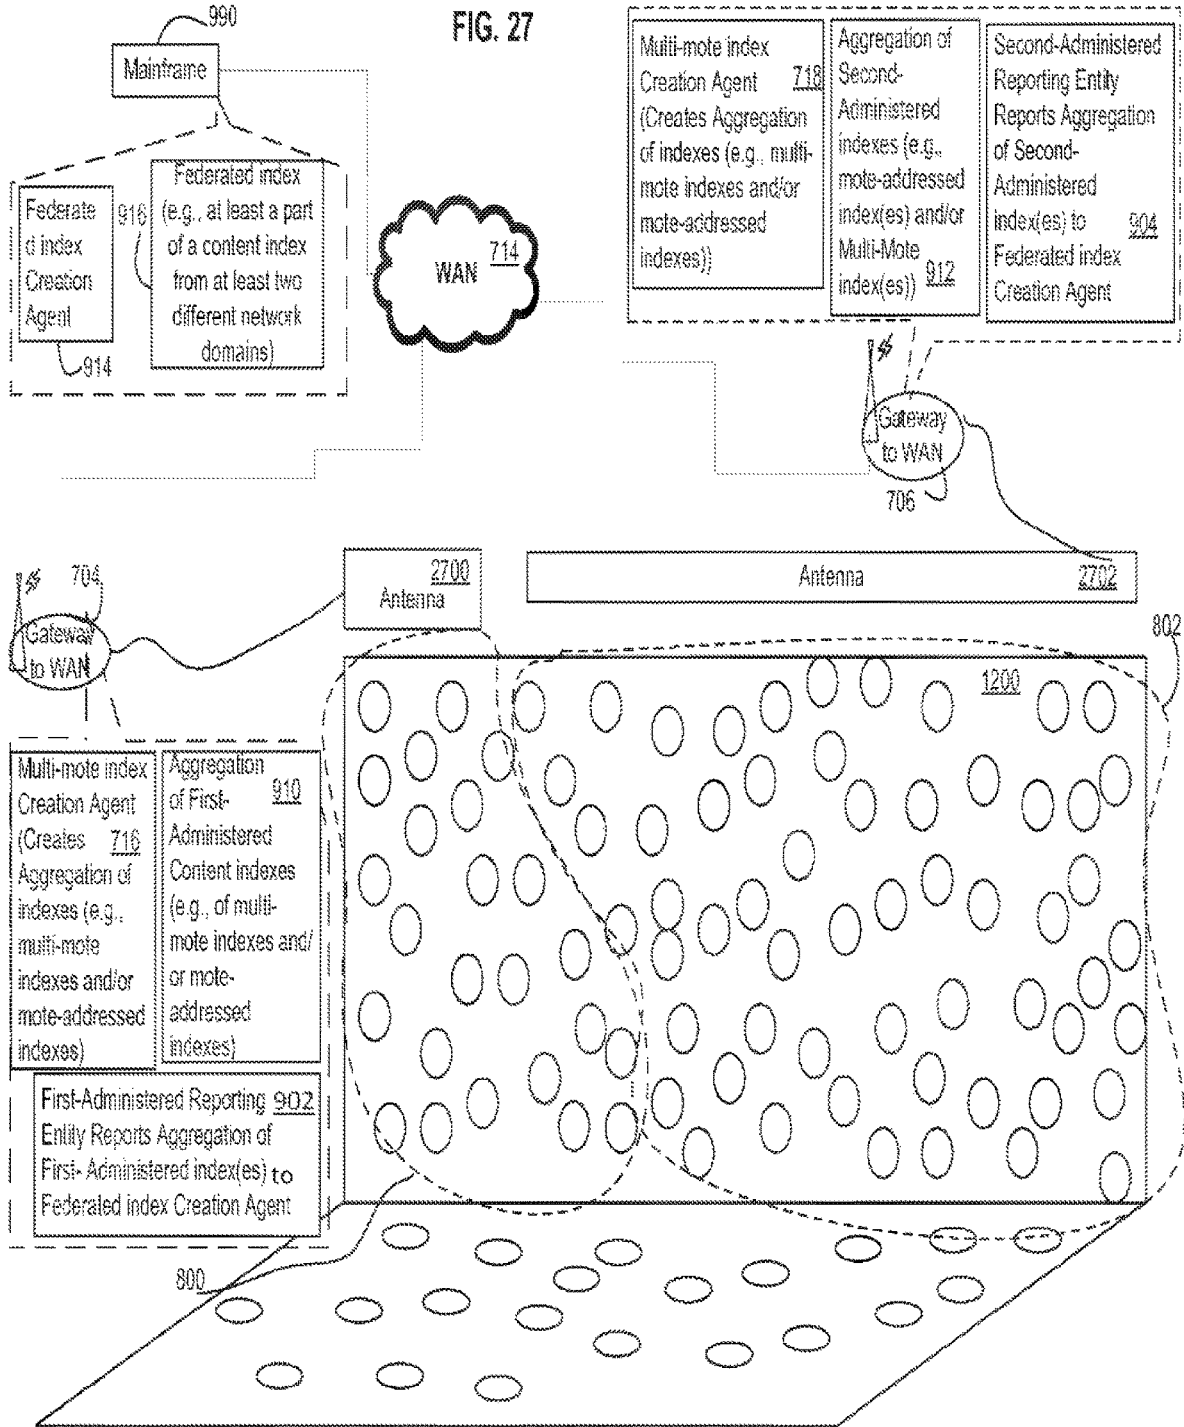 FIG. 27
990
Mainframe
Federate
d index
Creation
Agent
914
916
Federated index
(e.g., at least a part
of a content index
from at least two
different network
domains)
WAN
714
Multi-mote index
Creation Agent
718
(Creates Aggregation
of indexes (e.g., multi-
mote indexes and/or
mote-addressed
indexes))
Aggregation of
Second-
Administered
indexes (e.g.,
mote-addressed
index(es) and/or
Multi-Mote
index(es)) 912
Second-Administered
Reporting Entity
Reports Aggregation
of Second-
Administered
Index(es) to 904
Federated index
Creation Agent
Gateway
to WAN
706
704
Gateway
to WAN
2700
Antenna
Antenna 2702
802
1200
Multi-mote index
Creation Agent
(Creates 716
Aggregation of
indexes (e.g.,
multi-mote
indexes and/or
mote-addressed
indexes)
Aggregation
of First- 910
Administered
Content indexes
(e.g., of multi-
mote indexes and/
or mote-
addressed
indexes)
First-Administered Reporting 902
Entity Reports Aggregation of
First- Administered index(es) to
Federated Index Creation Agent
800